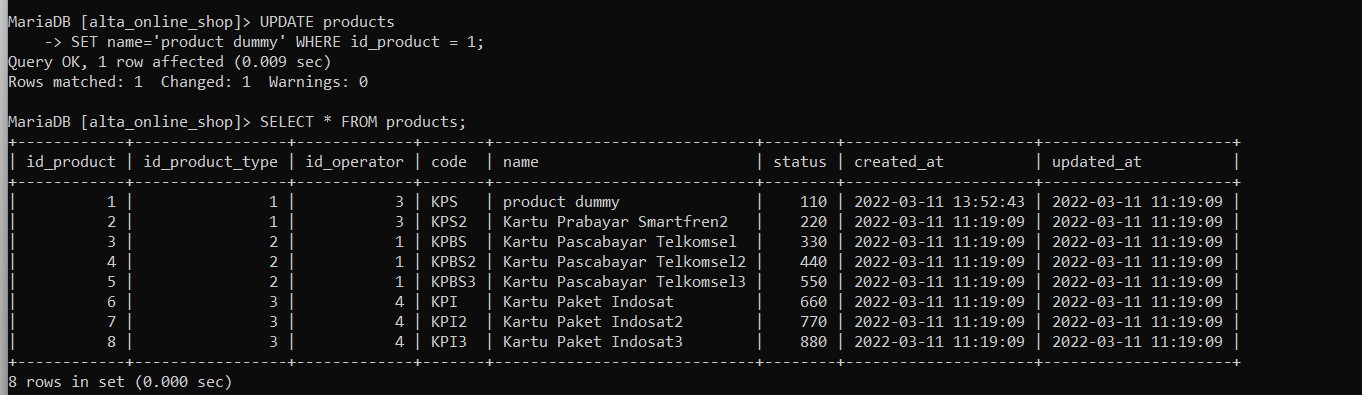 MariaDB [alta_online_shop]> UPDATE products
    -> SET name='product dummy' WHERE id_product = 1;
Query OK, 1 row affected (0.009 sec)
Rows matched: 1  Changed: 1  Warnings: 0

MariaDB [alta_online_shop]> SELECT * FROM products;
+------------+-----------------+-------------+-------+-----------------------------+--------+---------------------+---------------------+
| id_product | id_product_type | id_operator | code  | name                        | status | created_at          | updated_at          |
+------------+-----------------+-------------+-------+-----------------------------+--------+---------------------+---------------------+
|          1 |               1 |           3 | KPS   | product dummy               |    110 | 2022-03-11 13:52:43 | 2022-03-11 11:19:09 |
|          2 |               1 |           3 | KPS2  | Kartu Prabayar Smartfren2   |    220 | 2022-03-11 11:19:09 | 2022-03-11 11:19:09 |
|          3 |               2 |           1 | KPBS  | Kartu Pascabayar Telkomsel  |    330 | 2022-03-11 11:19:09 | 2022-03-11 11:19:09 |
|          4 |               2 |           1 | KPBS2 | Kartu Pascabayar Telkomsel2 |    440 | 2022-03-11 11:19:09 | 2022-03-11 11:19:09 |
|          5 |               2 |           1 | KPBS3 | Kartu Pascabayar Telkomsel3 |    550 | 2022-03-11 11:19:09 | 2022-03-11 11:19:09 |
|          6 |               3 |           4 | KPI   | Kartu Paket Indosat         |    660 | 2022-03-11 11:19:09 | 2022-03-11 11:19:09 |
|          7 |               3 |           4 | KPI2  | Kartu Paket Indosat2        |    770 | 2022-03-11 11:19:09 | 2022-03-11 11:19:09 |
|          8 |               3 |           4 | KPI3  | Kartu Paket Indosat3        |    880 | 2022-03-11 11:19:09 | 2022-03-11 11:19:09 |
+------------+-----------------+-------------+-------+-----------------------------+--------+---------------------+---------------------+
8 rows in set (0.000 sec)